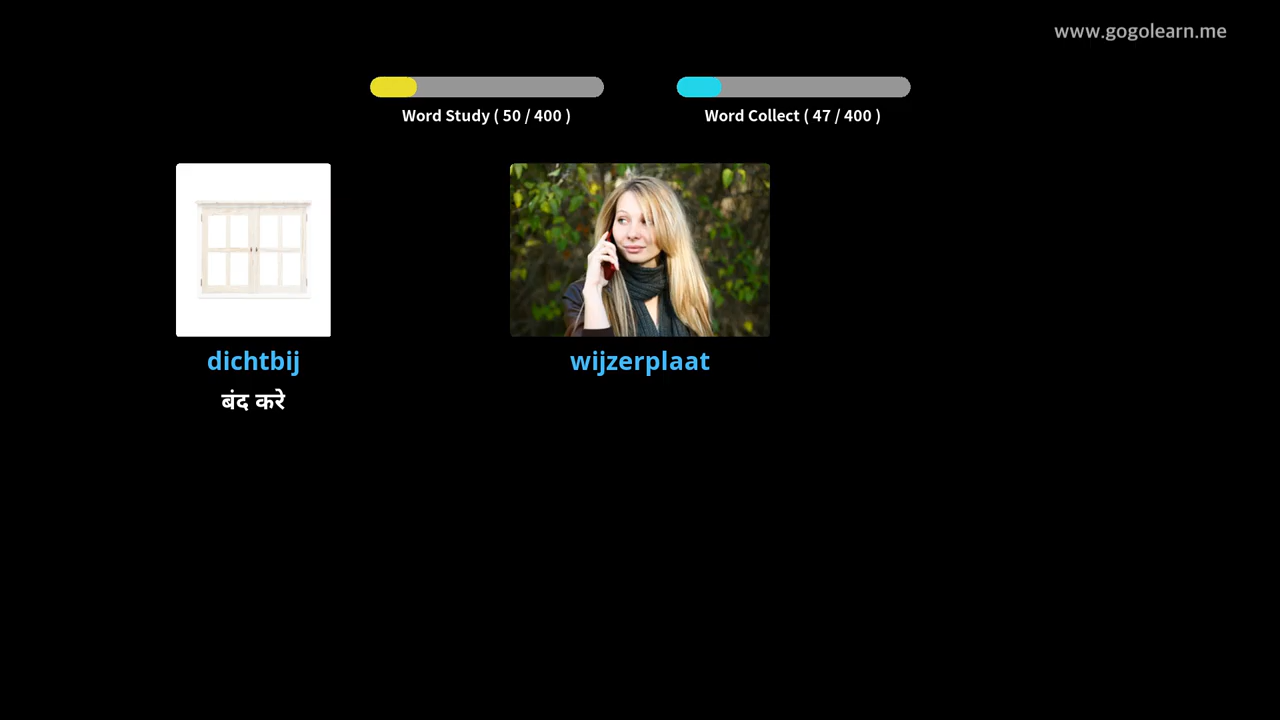 www.gogolearn.me
Word Study ( 50 / 400 )
Word Collect ( 47 / 400 )
dichtbij
wijzerplaat
बंद करे